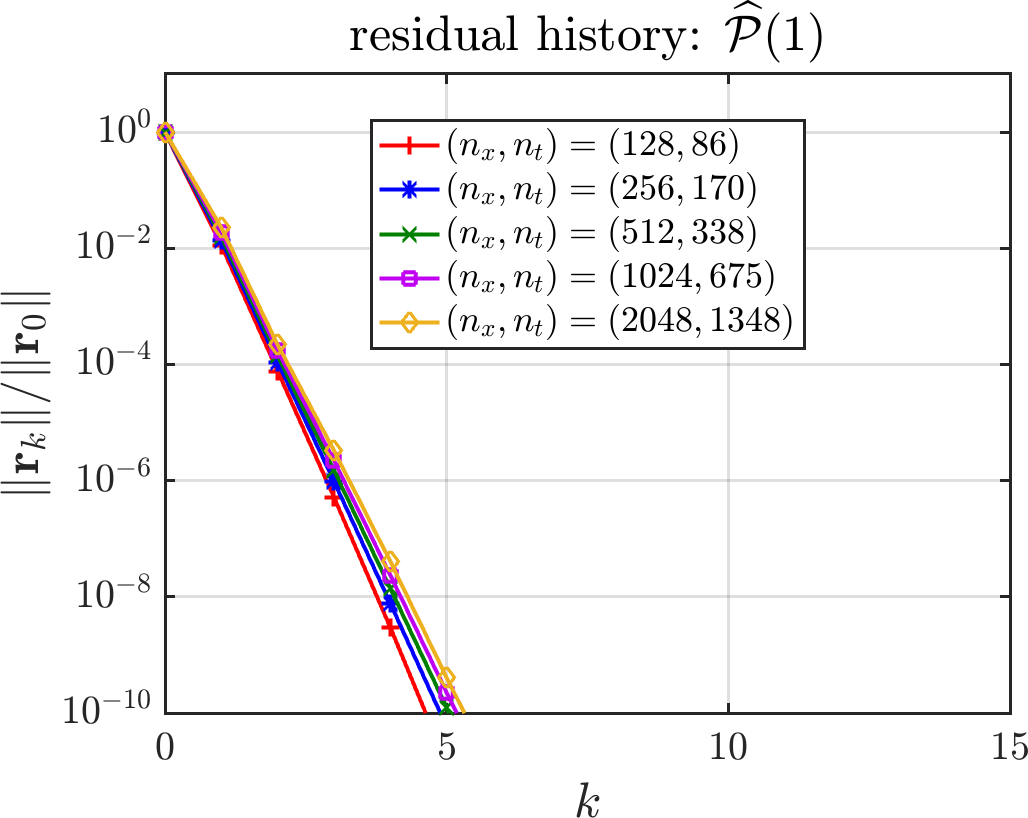 residual history: $\widehat{\mathcal{P}}(1)$
$10^{0}$
$10^{-2}$
$10^{-4}$
$10^{-6}$
$10^{-8}$
$10^{-10}$
$\|\mathbf{r}_k\|/\|\mathbf{r}_0\|$
$(n_x, n_t) = (128, 86)$
$(n_x, n_t) = (256, 170)$
$(n_x, n_t) = (512, 338)$
$(n_x, n_t) = (1024, 675)$
$(n_x, n_t) = (2048, 1348)$
0 5 10 15
$k$